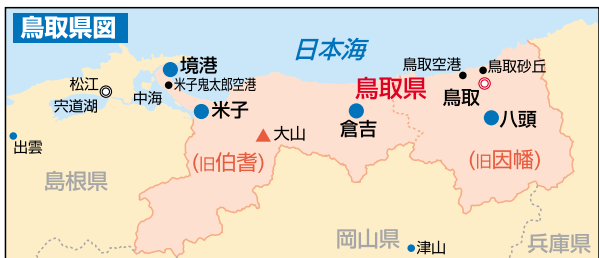 鳥取県図
日本海
境港
鳥取空港
鳥取砂丘
松江
米子鬼太郎空港
宍道湖
中海
鳥取県
鳥取
米子
倉吉
八頭
出雲
大山
(旧伯耆)
(旧因幡)
島根県
岡山県
津山
兵庫県